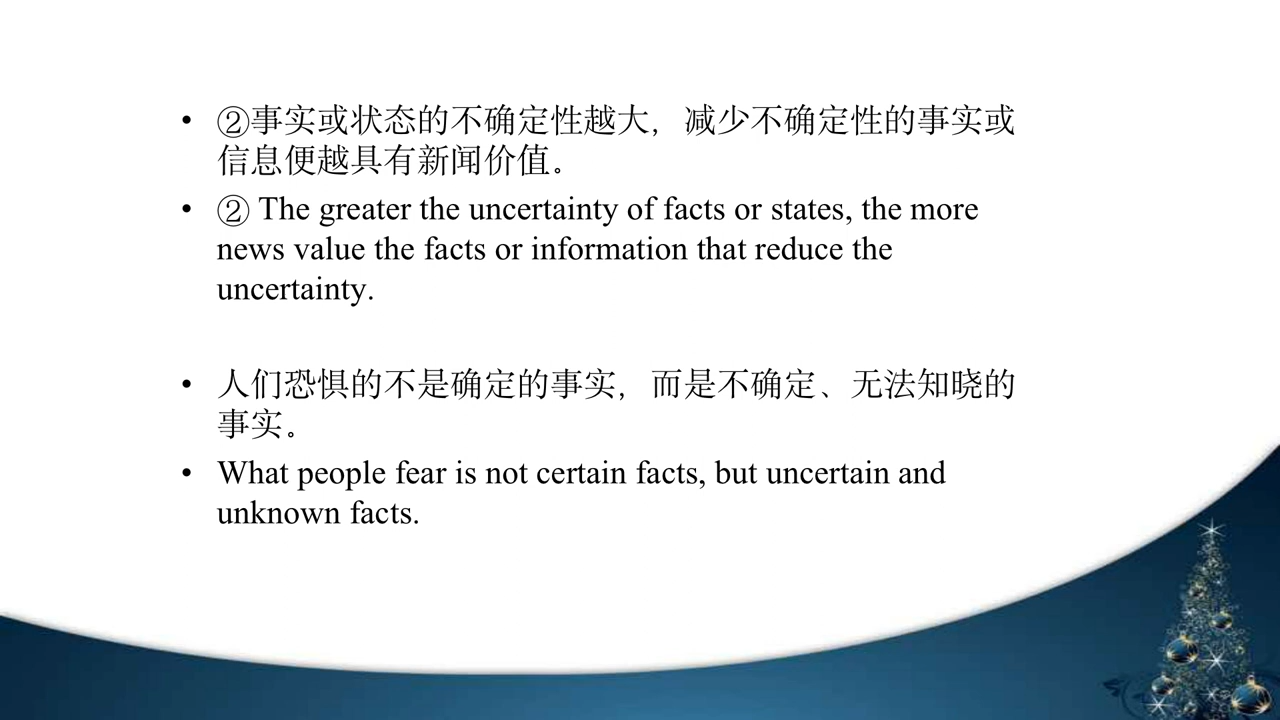 • ②事实或状态的不确定性越大，减少不确定性的事实或
信息便越具有新闻价值。
• ② The greater the uncertainty of facts or states, the more
news value the facts or information that reduce the
uncertainty.
• 人们恐惧的不是确定的事实，而是不确定、无法知晓的
事实。
• What people fear is not certain facts, but uncertain and
unknown facts.